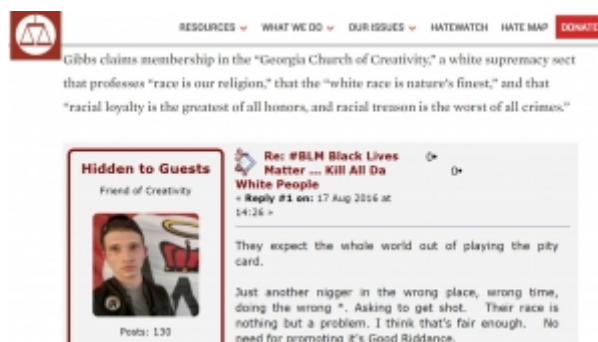 RESOURCES WHAT WE DO OUR ISSUES HATEWATCH HATE MAP DONATE
Gibbs claims membership in the “Georgia Church of Creativity,” a white supremacy sect
that professes “race is our religion,” that the “white race is nature’s finest,” and that
“racial loyalty is the greatest of all honors, and racial treason is the worst of all crimes.”
Hidden to Guests
Friend of Creativity
Posts: 130
Re: #BLM Black Lives
Matter ... Kill All Da
White People
« Reply #1 on: 17 Aug 2016 at
14:26 »
They expect the whole world out of playing the pity
card.
Just another nigger in the wrong place, wrong time,
doing the wrong *. Asking to get shot. Their race is
nothing but a problem. I think that's fair enough. No
need for promoting it's Good Riddance.